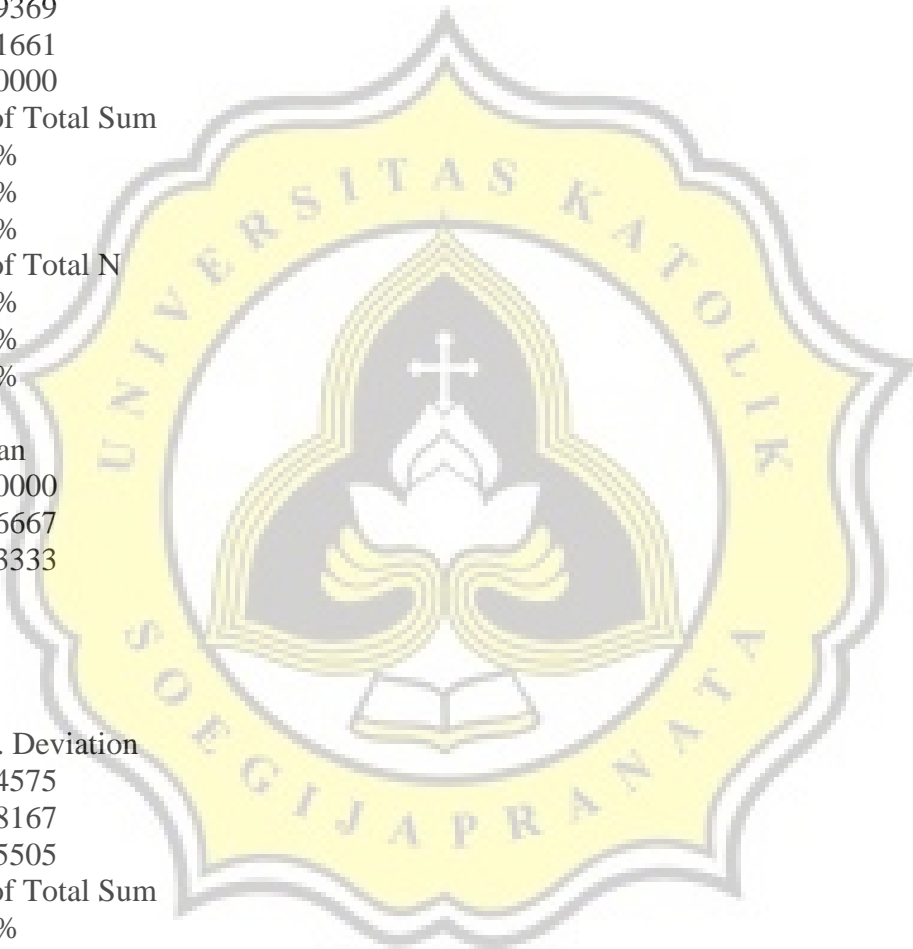 9369
1661
0000
of Total Sum
%
%
%
of Total N
%
%
%
an
0000
6667
3333
. Deviation
4575
8167
5505
of Total Sum
%
UNIVERSITAS KATOLIK
SOEGIJAPRANATA